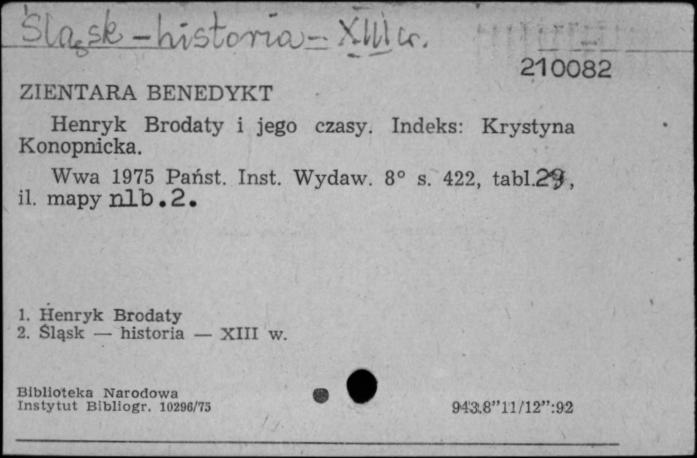 Śląsk - historia - XIII w.
210082
ZIENTARA BENEDYKT
Henryk Brodaty i jego czasy. Indeks: Krystyna
Konopnicka.
Wwa 1975 Państ. Inst. Wydaw. 8° s. 422, tabl.29,
il. mapy nlb.2.
1. Henryk Brodaty
2. Śląsk — historia — XIII w.
Biblioteka Narodowa
Instytut Bibliogr. 10296/75
943.8”11/12”:92